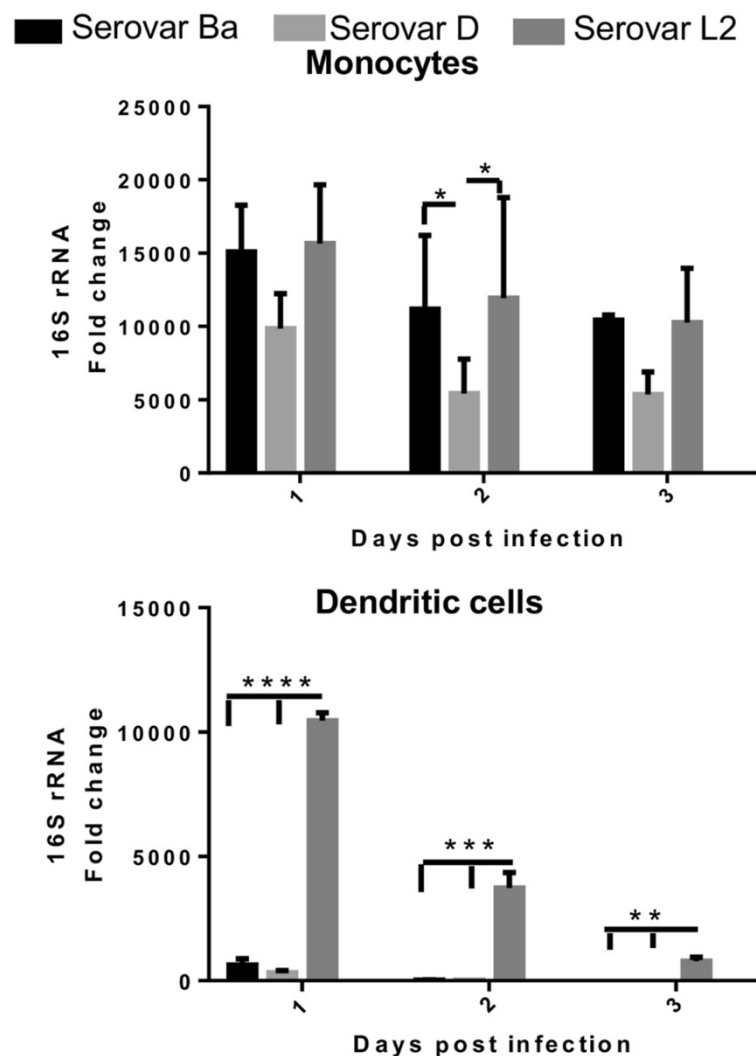 Serovar Ba Serovar D Serovar L2
Monocytes
25000
20000
15000
10000
5000
0
16S rRNA
Fold change
* *
1 2 3
Days post infection
Dendritic cells
15000
10000
5000
0
16S rRNA
Fold change
****
***
**
1 2 3
Days post infection